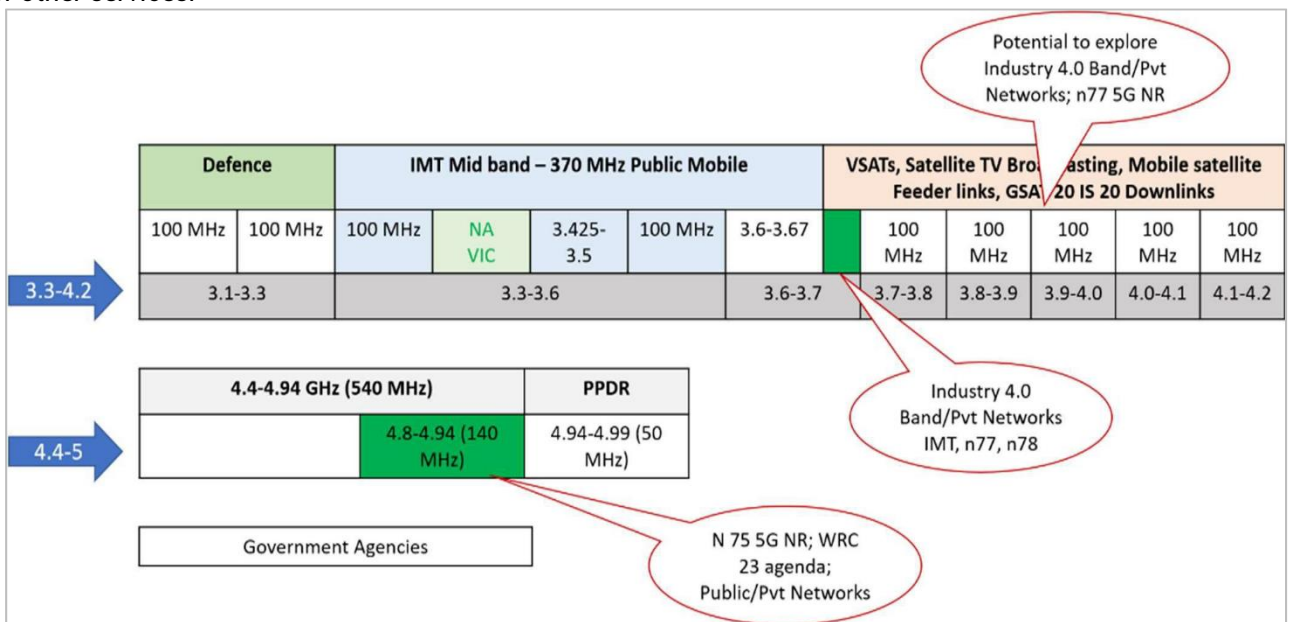 other services.
Potential to explore
Industry 4.0 Band/Pvt
Networks; n77 5G NR
Defence
IMT Mid band – 370 MHz Public Mobile
VSATs, Satellite TV Broadcasting, Mobile satellite
Feeder links, GSAT 20 IS 20 Downlinks
100 MHz
100 MHz
100 MHz
NA
VIC
3.425-
3.5
100 MHz
3.6-3.67
100
MHz
100
MHz
100
MHz
100
MHz
100
MHz
3.3-4.2
3.1-3.3
3.3-3.6
3.6-3.7
3.7-3.8
3.8-3.9
3.9-4.0
4.0-4.1
4.1-4.2
Industry 4.0
Band/Pvt Networks
IMT, n77, n78
4.4-4.94 GHz (540 MHz)
PPDR
4.4-5
4.8-4.94 (140
MHz)
4.94-4.99 (50
MHz)
N 75 5G NR; WRC
23 agenda;
Public/Pvt Networks
Government Agencies